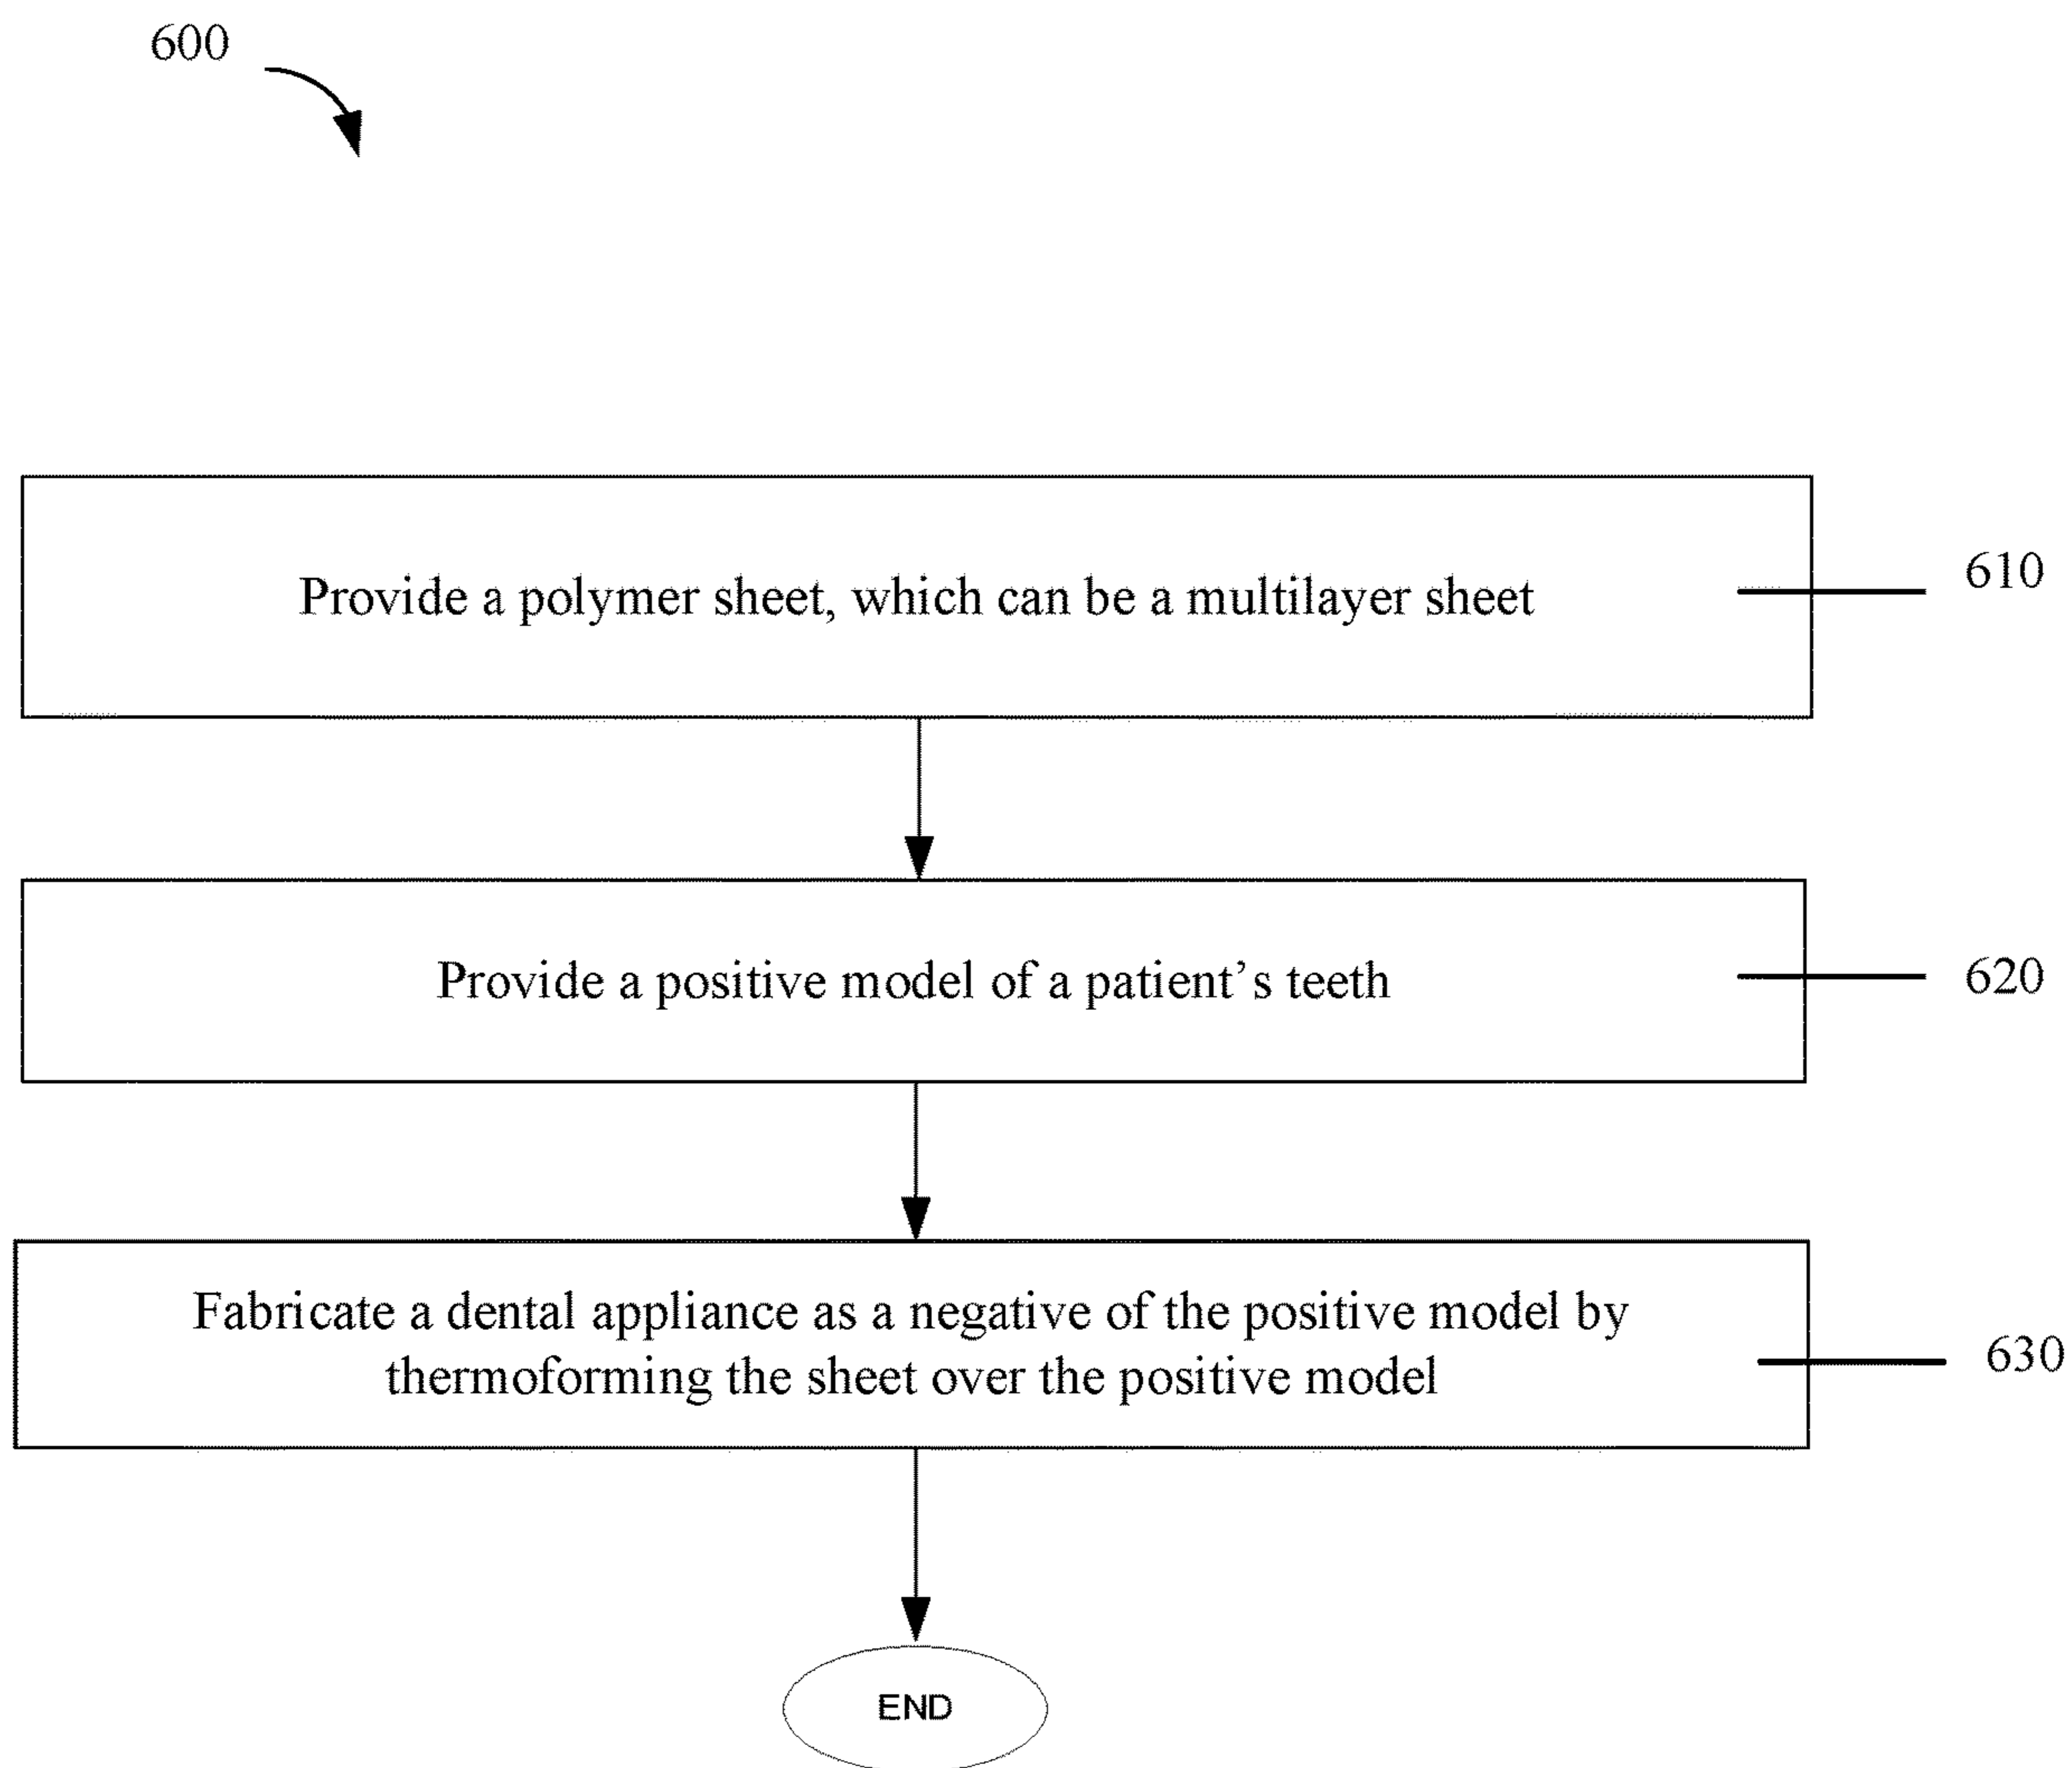 600
Provide a polymer sheet, which can be a multilayer sheet
610
Provide a positive model of a patient’s teeth
620
Fabricate a dental appliance as a negative of the positive model by
thermoforming the sheet over the positive model
630
END